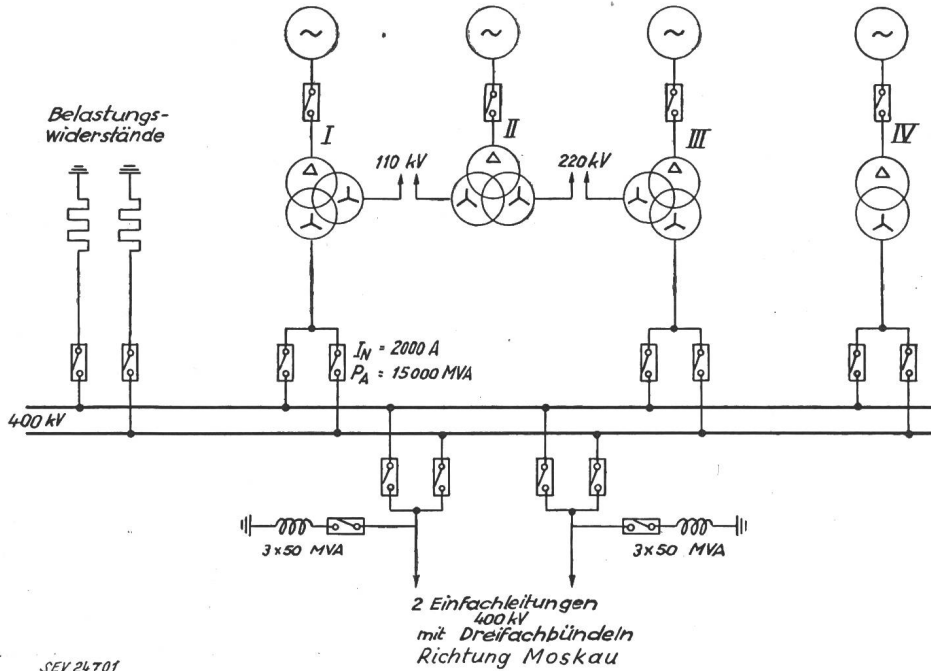 Belastungs-
widerstände
I
II
III
IV
110 kV
220 kV
I_N = 2000 A
P_A = 15000 MVA
400 kV
3 x 50 MVA
3 x 50 MVA
2 Einfachleitungen
400 kV
mit Dreifachbündeln
Richtung Moskau
SEV 24701